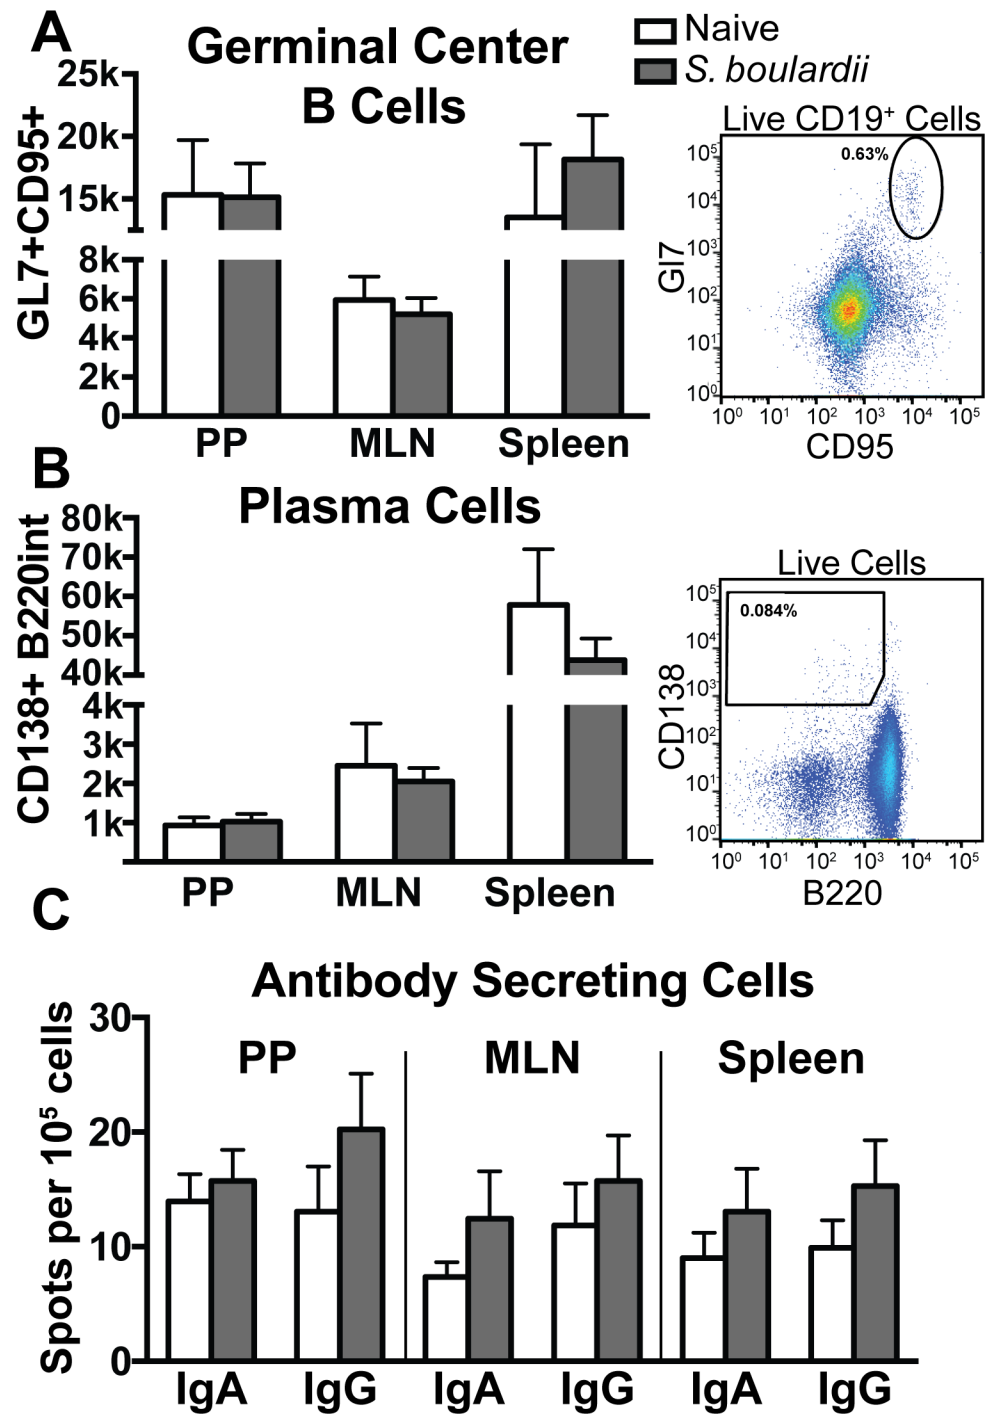 A
Germinal Center
B Cells
Naive
S. boulardii
GL7+CD95+
25k
20k
15k
8k
6k
4k
2k
0
PP
MLN
Spleen
Live CD19⁺ Cells
0.63%
Gl7
10⁵
10⁴
10³
10²
10¹
10⁰
10⁰ 10¹ 10² 10³ 10⁴ 10⁵
CD95
B
Plasma Cells
CD138+ B220int
80k
70k
60k
50k
40k
4k
3k
2k
1k
PP
MLN
Spleen
Live Cells
0.084%
CD138
10⁵
10⁴
10³
10²
10¹
10⁰
10⁰ 10¹ 10² 10³ 10⁴ 10⁵
B220
C
Antibody Secreting Cells
Spots per 10⁵ cells
30
20
10
0
PP
MLN
Spleen
IgA IgG IgA IgG IgA IgG